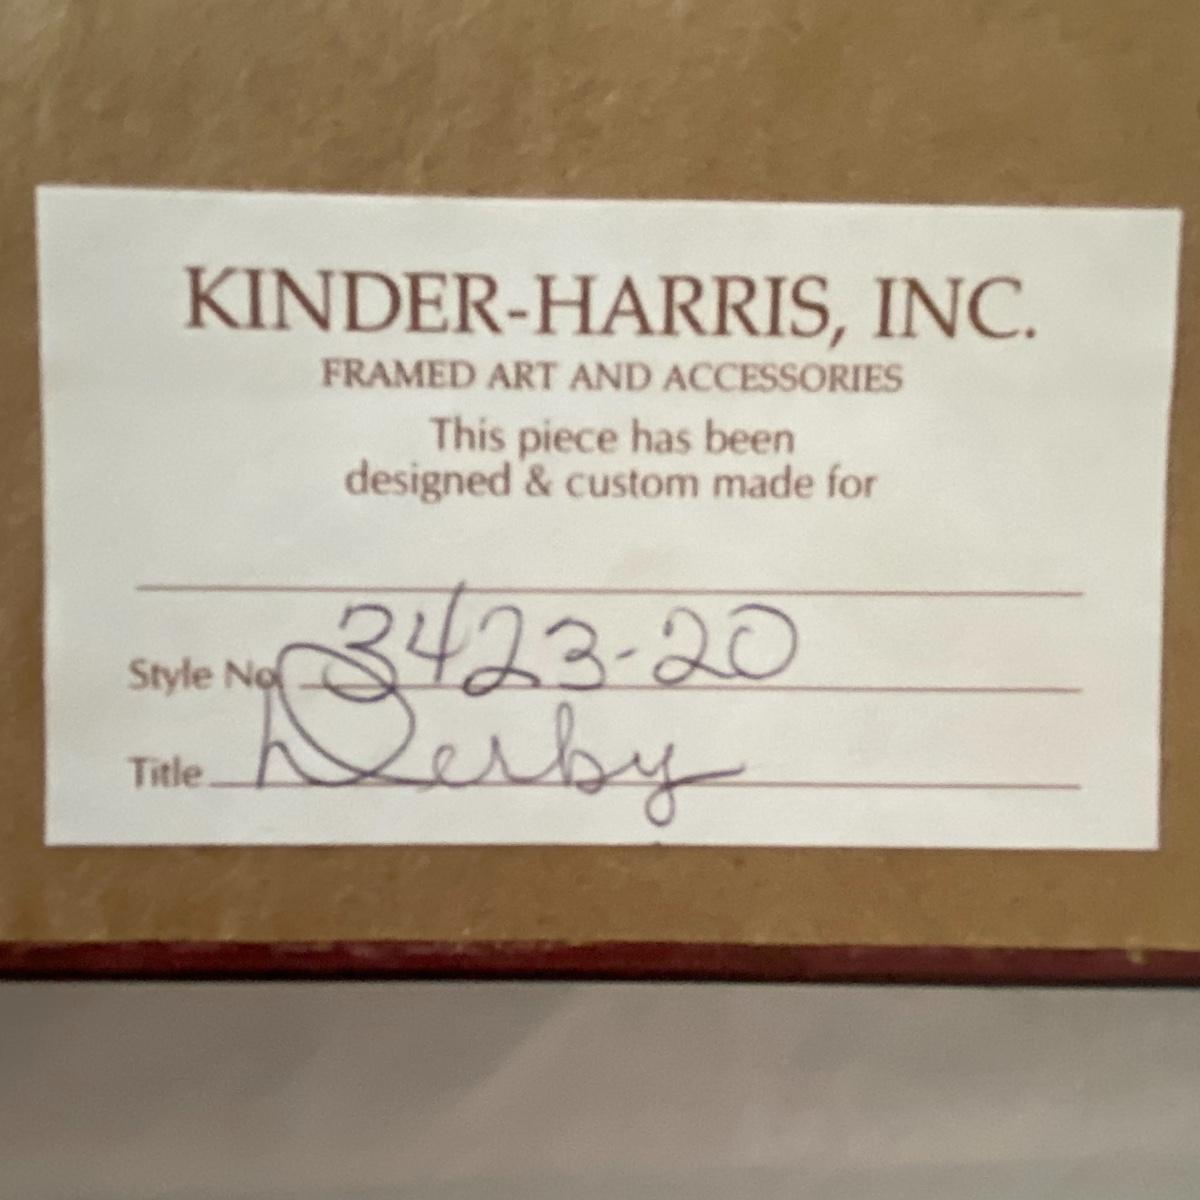 KINDER-HARRIS, INC.
FRAMED ART AND ACCESSORIES
This piece has been
designed & custom made for
Style No. 3423-20
Title Derby